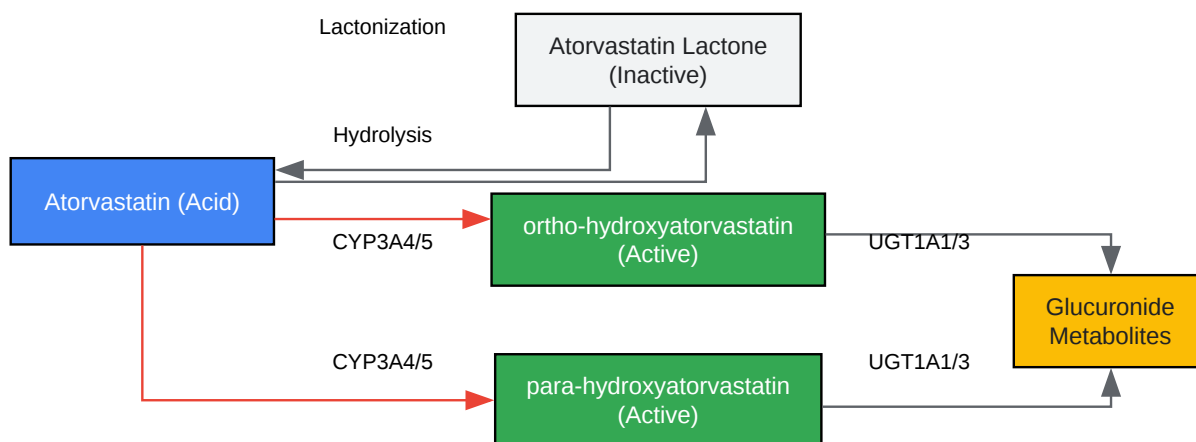 Lactonization
Atorvastatin Lactone
(Inactive)
Hydrolysis
Atorvastatin (Acid)
ortho-hydroxyatorvastatin
(Active)
CYP3A4/5
UGT1A1/3
Glucuronide
Metabolites
CYP3A4/5
UGT1A1/3
para-hydroxyatorvastatin
(Active)